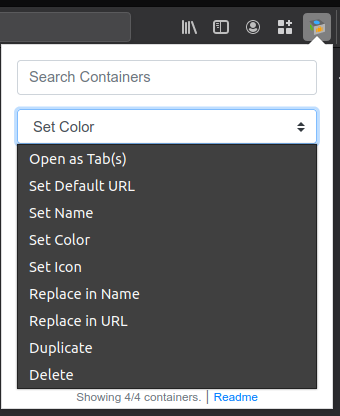 Search Containers
Set Color
Open as Tab(s)
Set Default URL
Set Name
Set Color
Set Icon
Replace in Name
Replace in URL
Duplicate
Delete
Showing 4/4 containers. | Readme